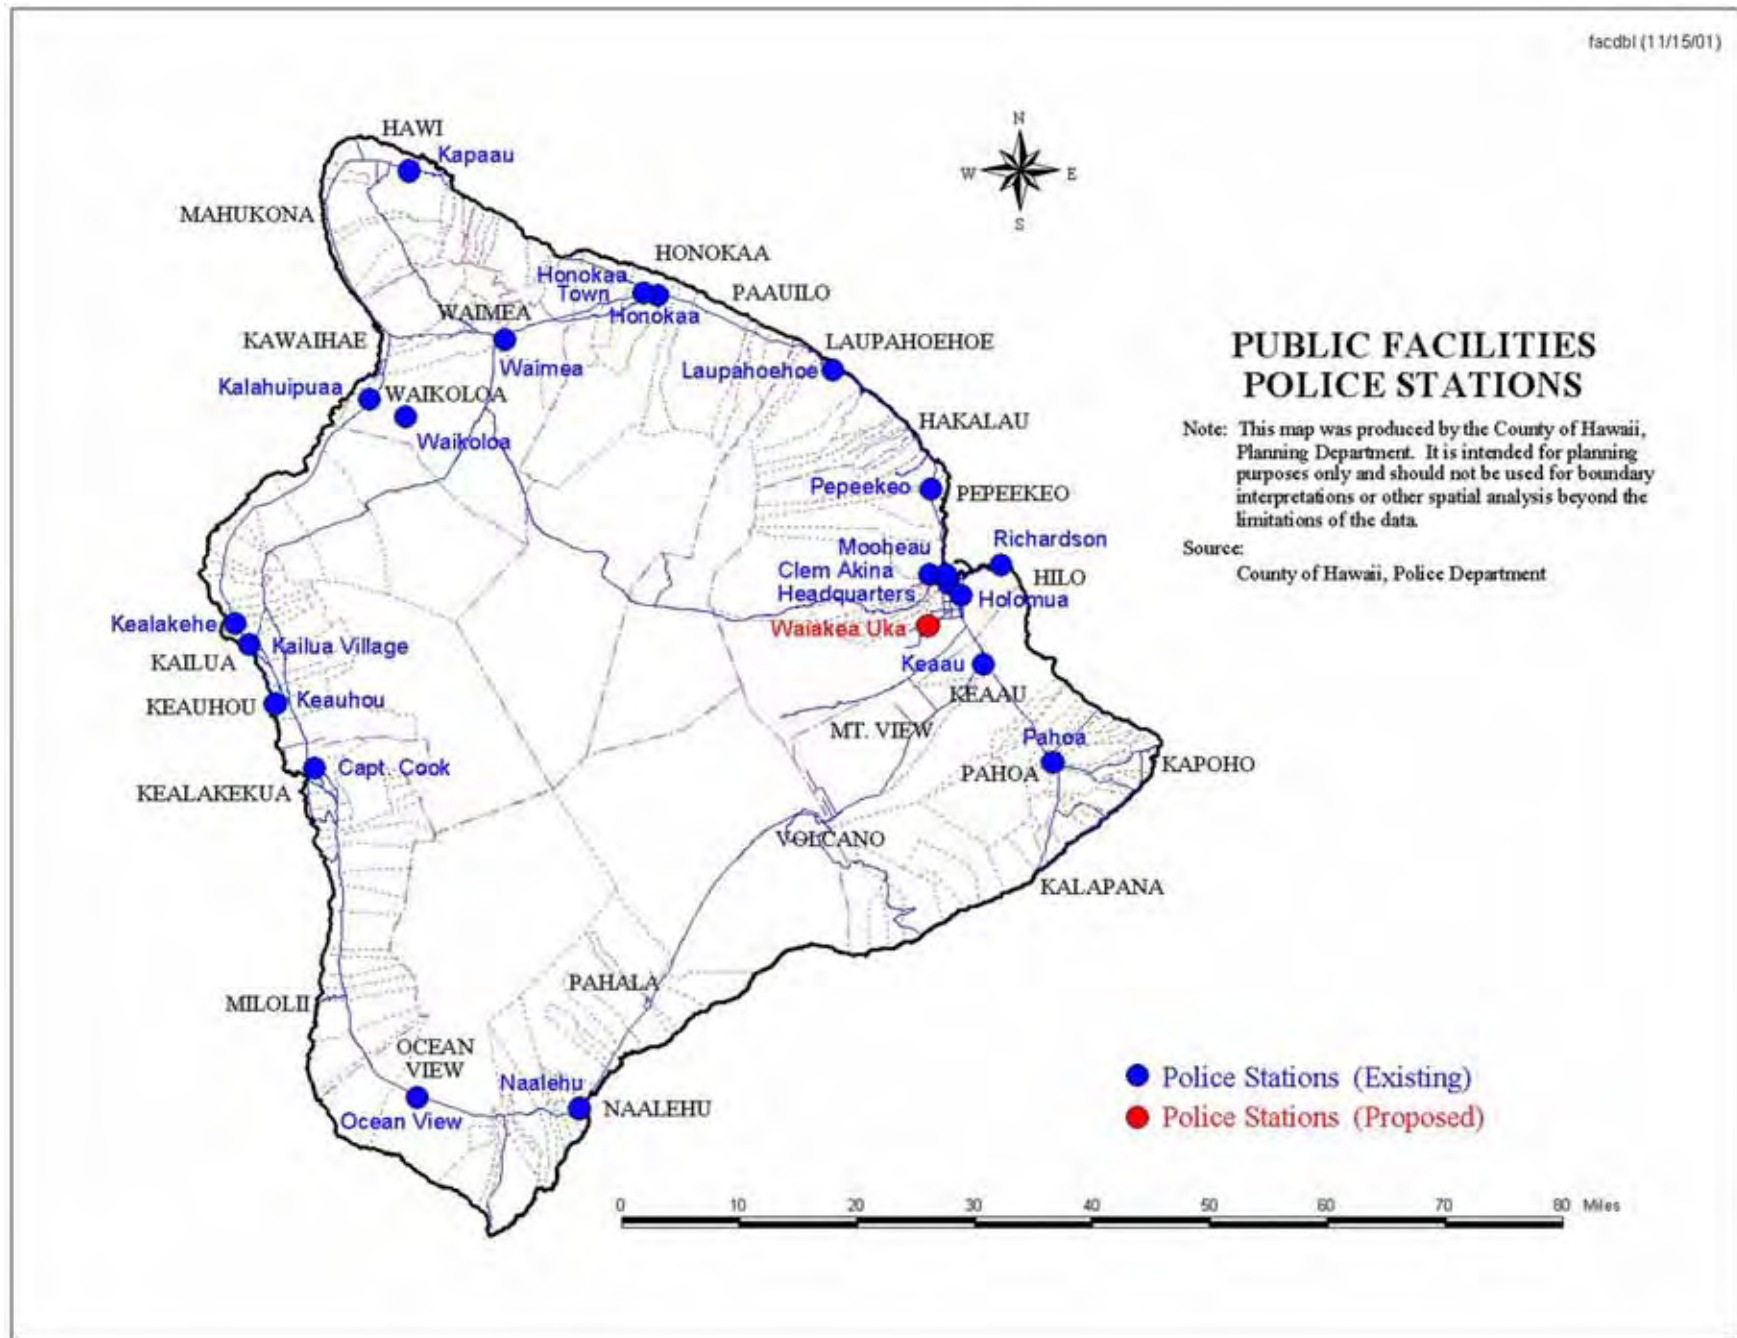 facdbl (11/15/01)
HAWI
Kapaau
N
W E
S
MAHUKONA
HONOKAA
Honokaa
Town
PAAUILO
WAIMEA
Honokaa
KAWAIHAE
LAUPAHOEHOE
Waimea
Laupahoehoe
Kalahuipuaa
WAIKOLOA
Waikoloa
HAKALAU
PUBLIC FACILITIES
POLICE STATIONS
Note: This map was produced by the County of Hawaii,
Planning Department. It is intended for planning
purposes only and should not be used for boundary
interpretations or other spatial analysis beyond the
limitations of the data.
Source:
County of Hawaii, Police Department
Pepeekeo
PEPEEKEO
Richardson
Mooheau
Clem Akina
HILO
Headquarters
Holomua
Waiakea Uka
Kealakehe
Kailua Village
KAILUA
Keaau
KEAAU
KEAUHOU
Keauhou
MT. VIEW
Pahoa
PAHOA
KAPOHO
Capt. Cook
KEALAKEKUA
VOLCANO
KALAPANA
PAHALA
MILOLII
OCEAN
VIEW
Naalehu
NAALEHU
Ocean View
Police Stations (Existing)
Police Stations (Proposed)
0 10 20 30 40 50 60 70 80 Miles